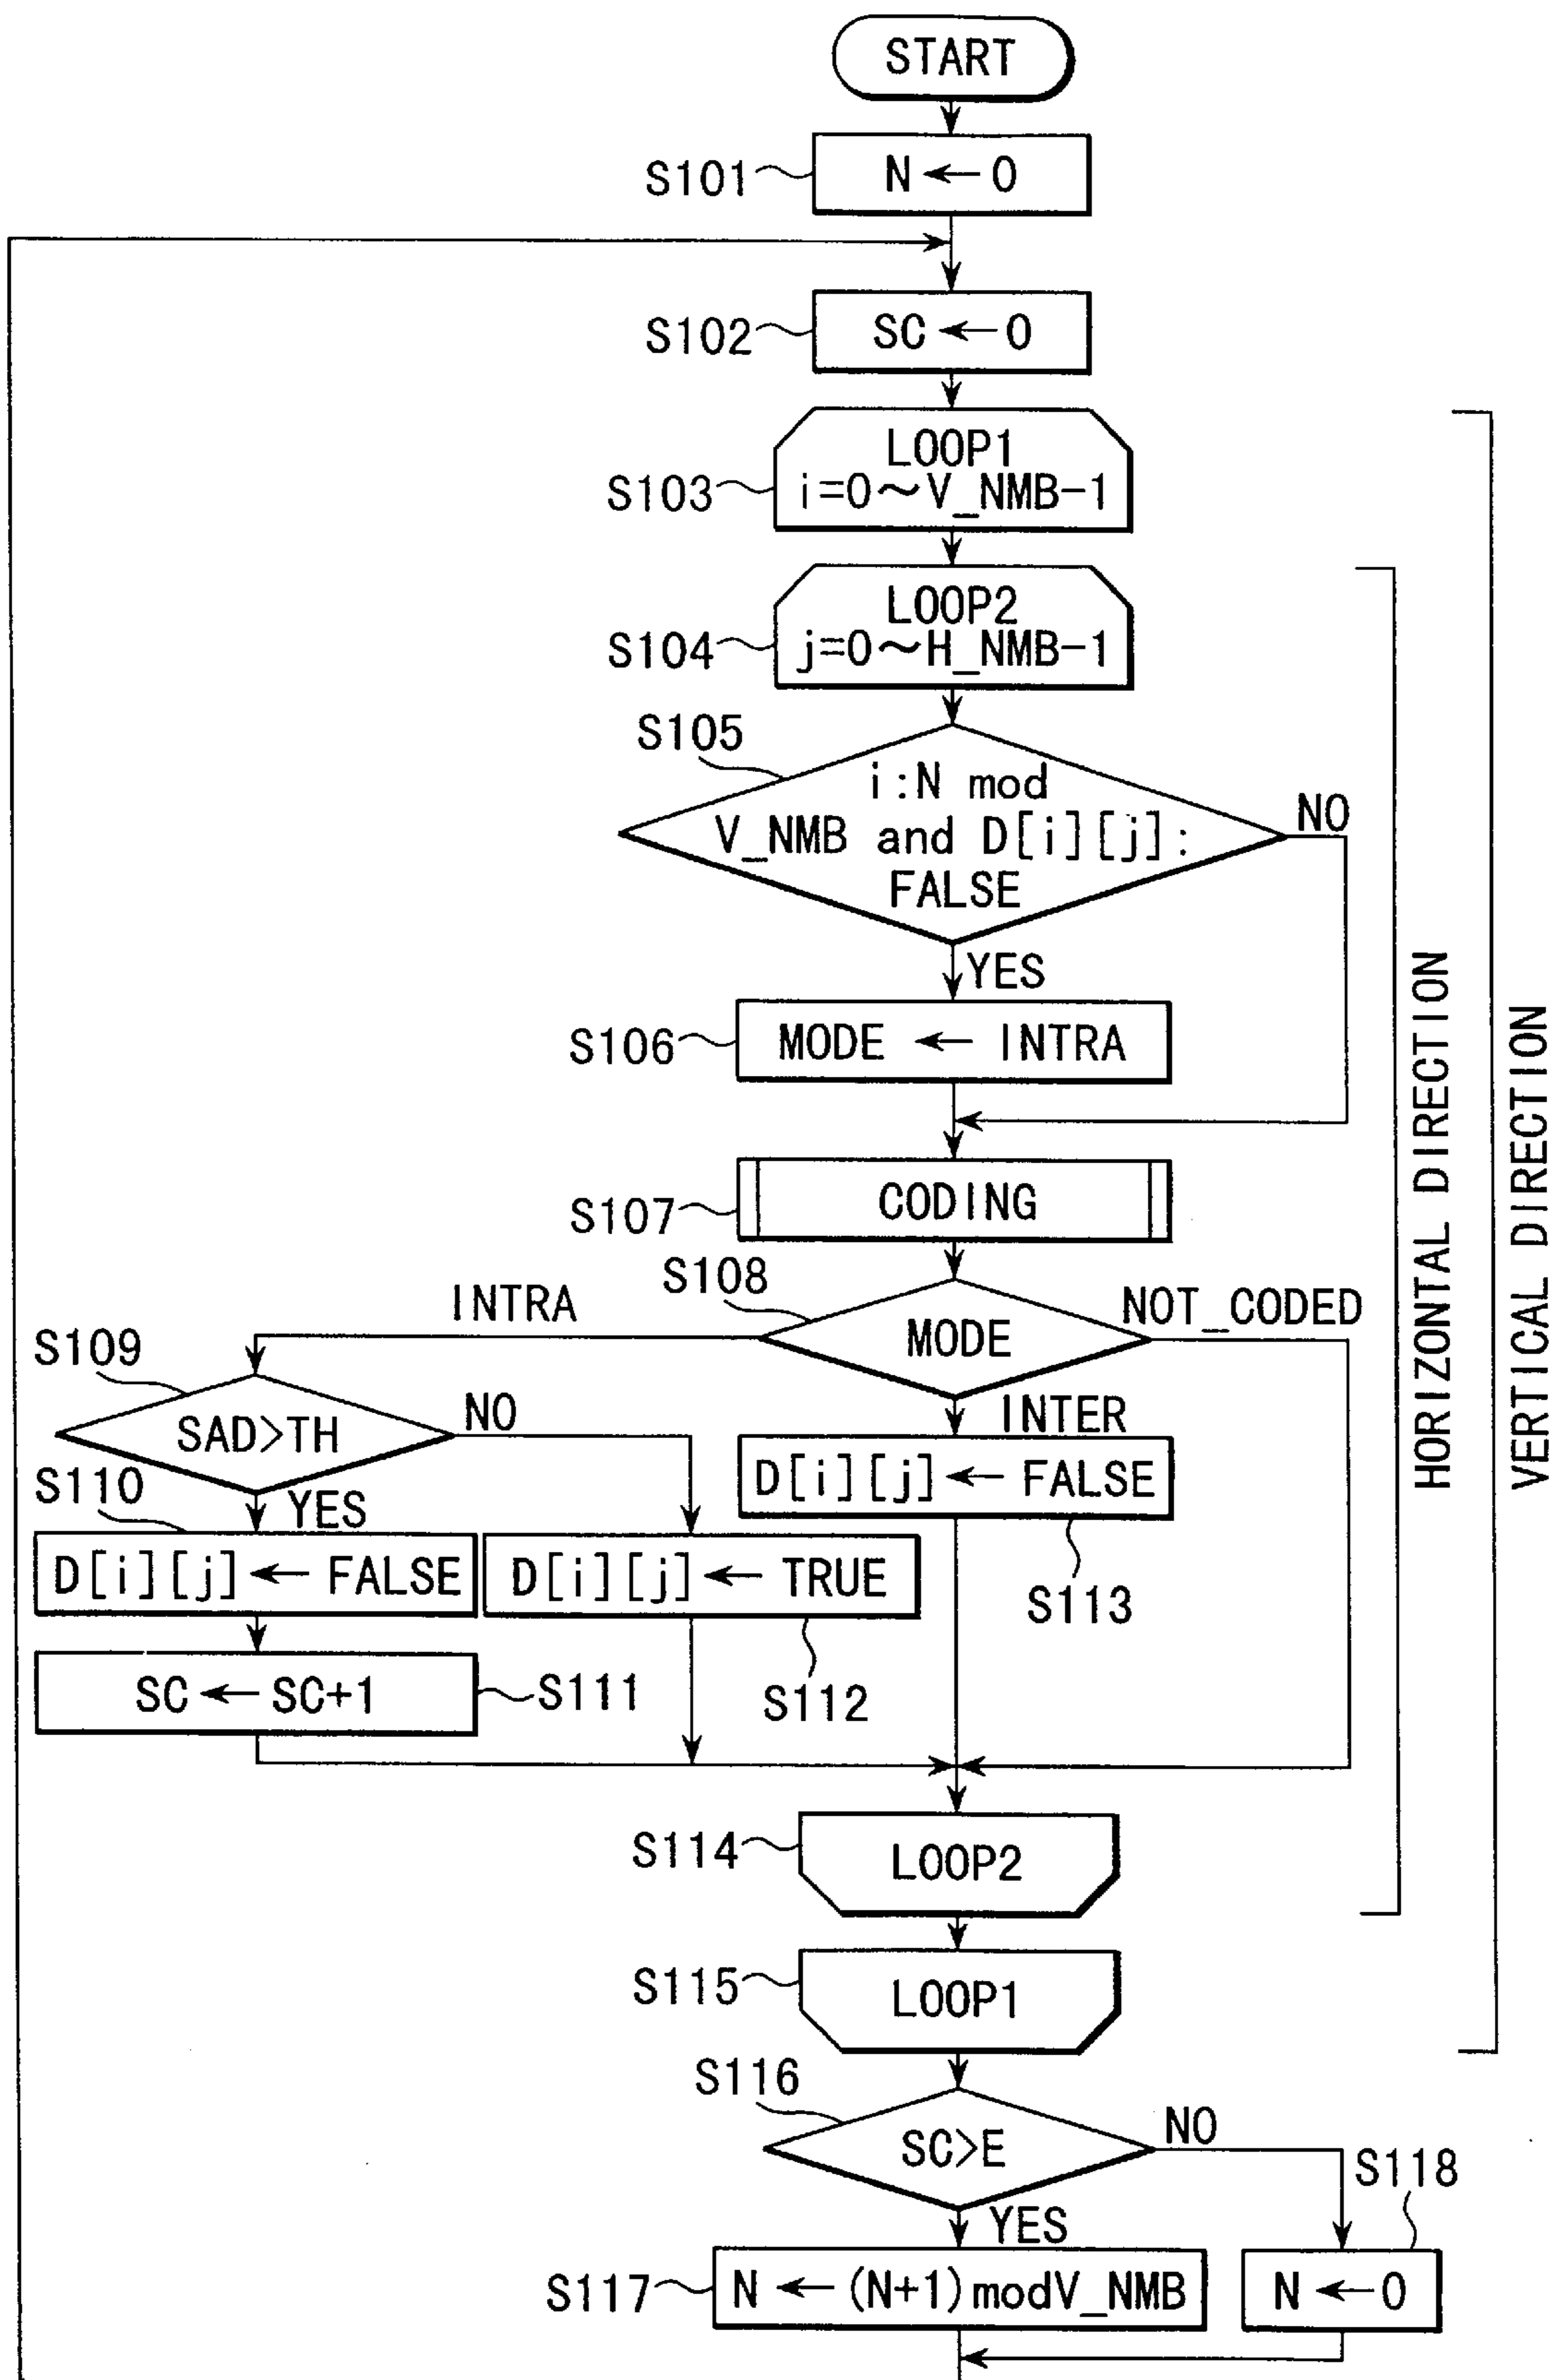 START
S101
N ← 0
S102
SC ← 0
LOOP1
S103
i=0~V_NMB-1
LOOP2
S104
j=0~H_NMB-1
S105
i:N mod
V_NMB and D[i][j]:
FALSE
NO
YES
S106
MODE ← INTRA
S107
CODING
S108
INTRA
MODE
NOT_CODED
INTER
S109
SAD>TH
NO
YES
S110
D[i][j] ← FALSE
D[i][j] ← TRUE
D[i][j] ← FALSE
S113
SC ← SC+1
S111
S112
S114
LOOP2
S115
LOOP1
HORIZONTAL DIRECTION
VERTICAL DIRECTION
S116
SC>E
NO
YES
S118
S117
N ← (N+1)modV_NMB
N ← 0